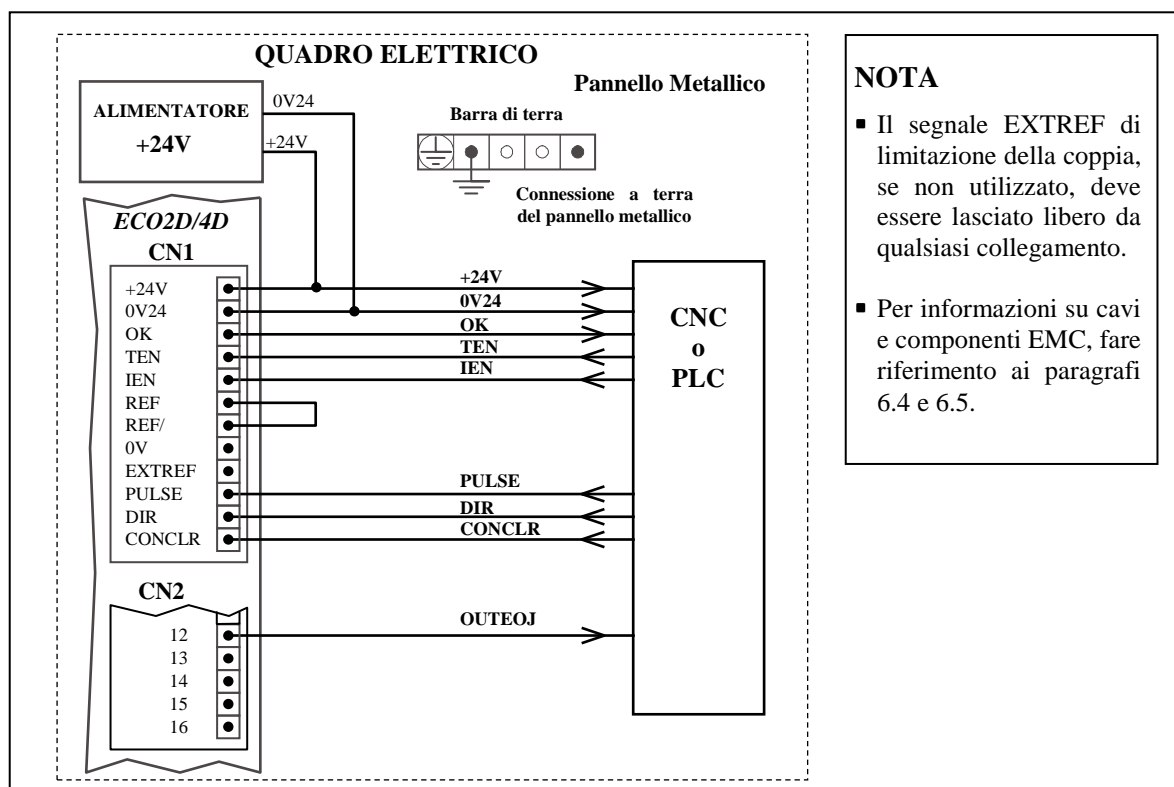 QUADRO ELETTRICO
Pannello Metallico
ALIMENTATORE
+24V
0V24
+24V
Barra di terra
Connessione a terra
del pannello metallico
ECO2D/4D
CN1
+24V
0V24
OK
TEN
IEN
REF
REF/
0V
EXTREF
PULSE
DIR
CONCLR
+24V
0V24
OK
TEN
IEN
PULSE
DIR
CONCLR
CNC
o
PLC
CN2
12
13
14
15
16
OUTEOJ
NOTA
▪ Il segnale EXTREF di
limitazione della coppia,
se non utilizzato, deve
essere lasciato libero da
qualsiasi collegamento.
▪ Per informazioni su cavi
e componenti EMC, fare
riferimento ai paragrafi
6.4 e 6.5.